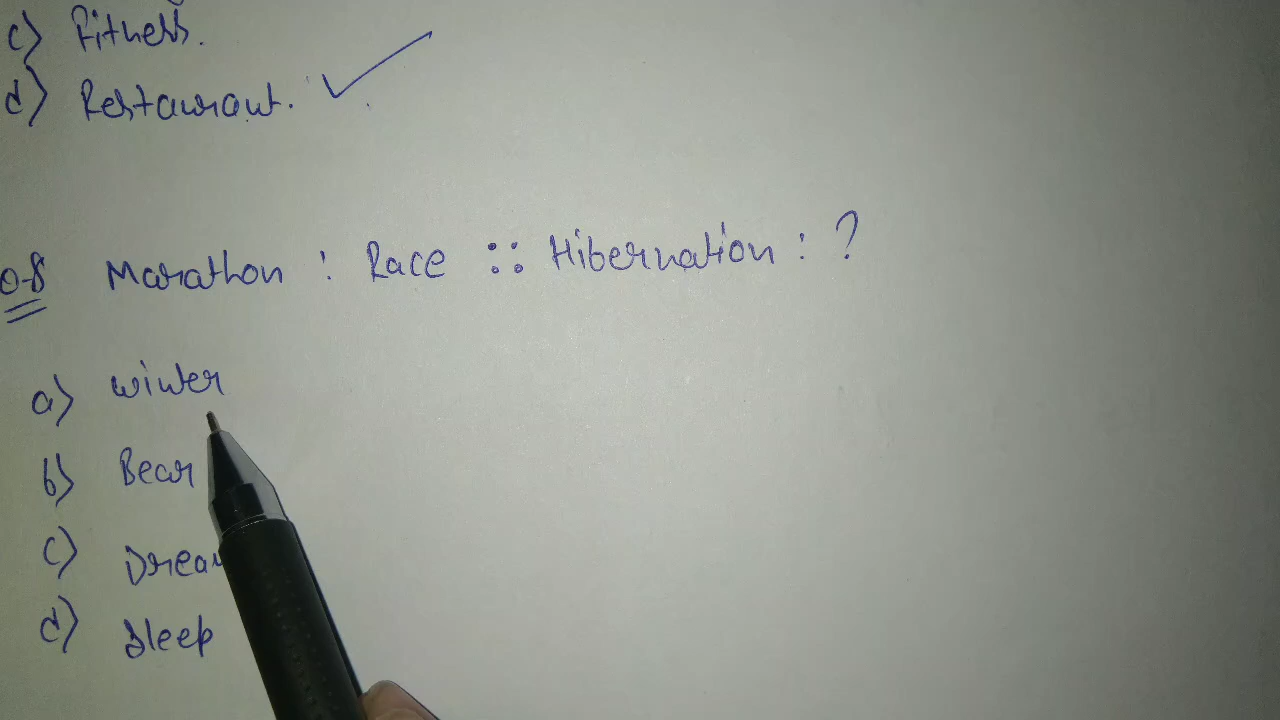 c) Fitness.
d) Restaurant.
Q-8 Marathon : Race :: Hibernation : ?
a) winter
b) Bear
c)
d) Sleep